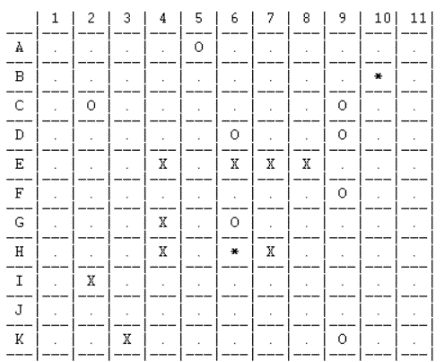 | 1 | 2 | 3 | 4 | 5 | 6 | 7 | 8 | 9 | 10| 11|
A | . | . | . | . | O | . | . | . | . | . | . |
B | . | . | . | . | . | . | . | . | . | * | . |
C | . | O | . | . | . | . | . | . | O | . | . |
D | . | . | . | . | . | O | . | . | O | . | . |
E | . | . | . | X | . | X | X | X | . | . | . |
F | . | . | . | . | . | . | . | . | O | . | . |
G | . | . | . | X | . | O | . | . | . | . | . |
H | . | . | . | X | . | * | X | . | . | . | . |
I | . | X | . | . | . | . | . | . | . | . | . |
J | . | . | . | . | . | . | . | . | . | . | . |
K | . | . | X | . | . | . | . | . | O | . | . |